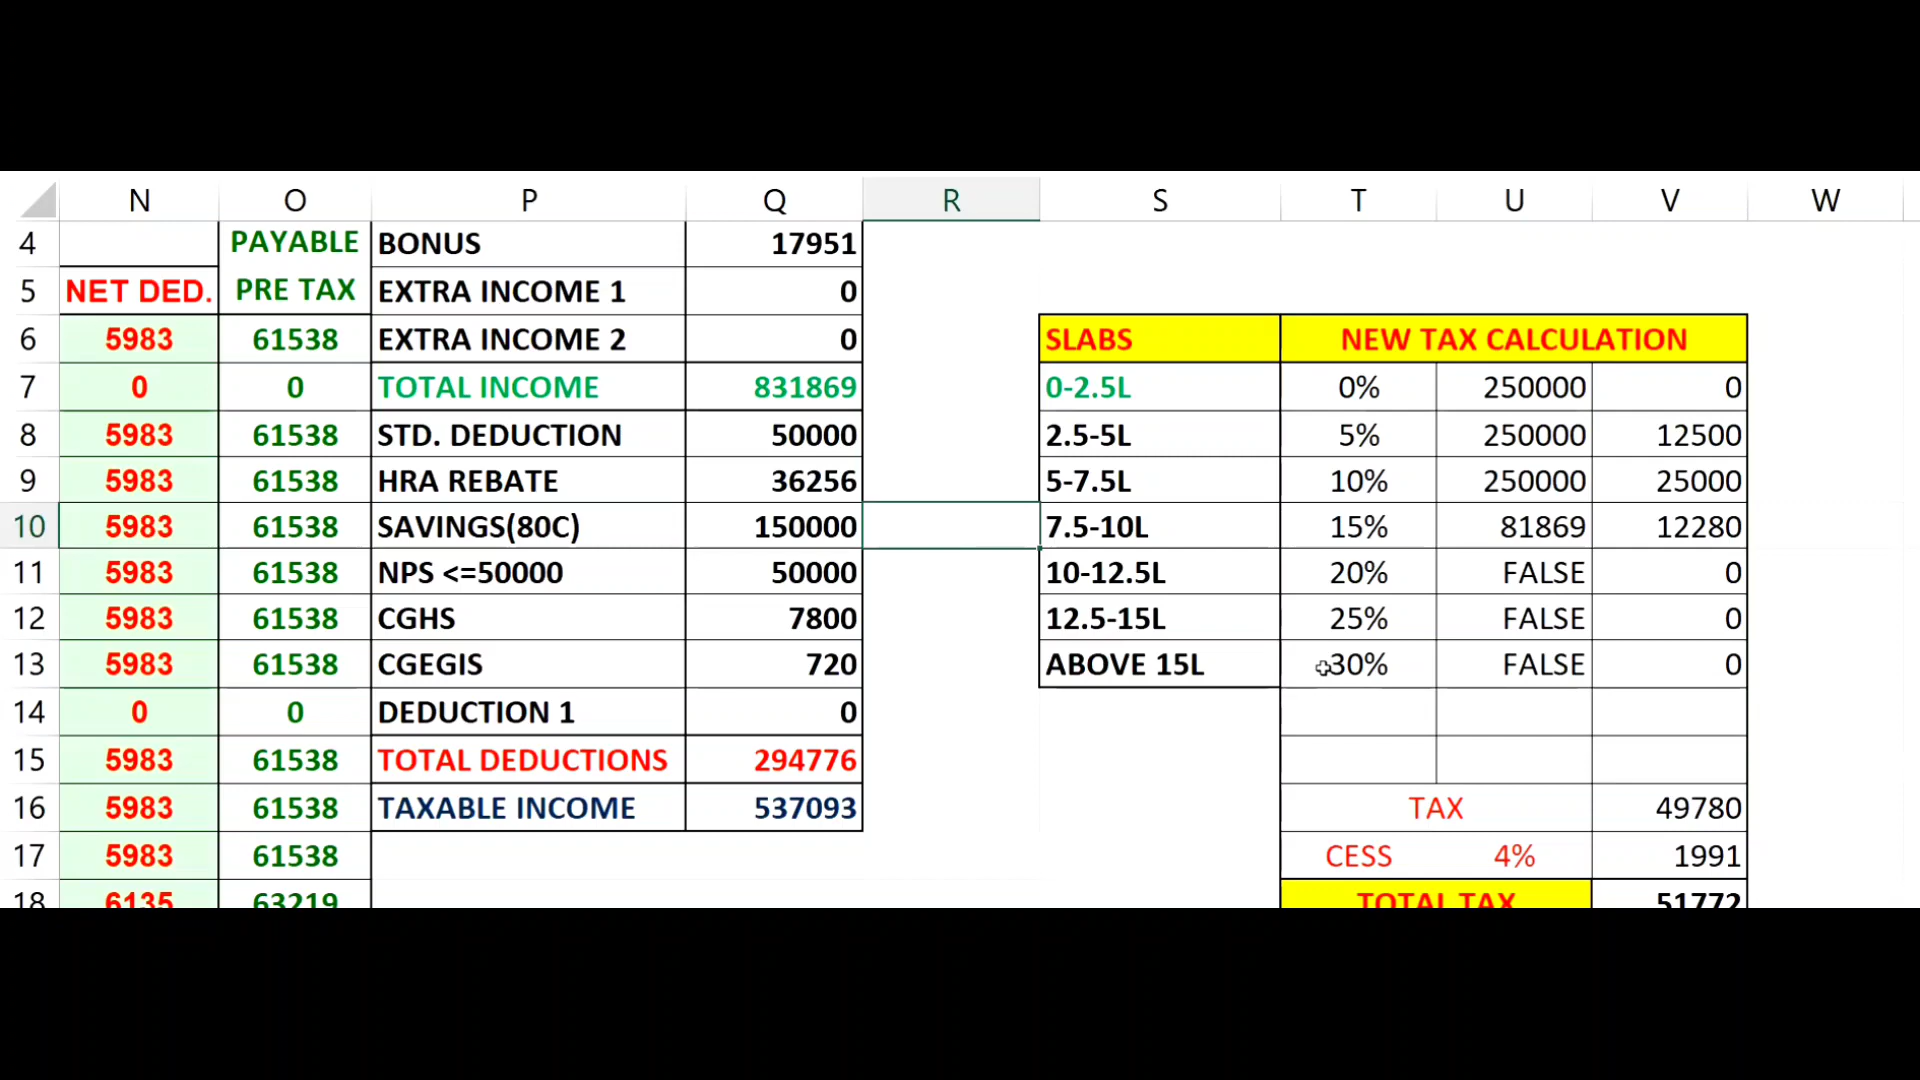 N O P Q R S T U V W
4 PAYABLE BONUS 17951
5 NET DED. PRE TAX EXTRA INCOME 1 0
6 5983 61538 EXTRA INCOME 2 0 SLABS NEW TAX CALCULATION
7 0 0 TOTAL INCOME 831869 0-2.5L 0% 250000 0
8 5983 61538 STD. DEDUCTION 50000 2.5-5L 5% 250000 12500
9 5983 61538 HRA REBATE 36256 5-7.5L 10% 250000 25000
10 5983 61538 SAVINGS(80C) 150000 7.5-10L 15% 81869 12280
11 5983 61538 NPS <=50000 50000 10-12.5L 20% FALSE 0
12 5983 61538 CGHS 7800 12.5-15L 25% FALSE 0
13 5983 61538 CGEGIS 720 ABOVE 15L 30% FALSE 0
14 0 0 DEDUCTION 1 0
15 5983 61538 TOTAL DEDUCTIONS 294776
16 5983 61538 TAXABLE INCOME 537093 TAX 49780
17 5983 61538 CESS 4% 1991
18 6135 63219 TOTAL TAX 51772